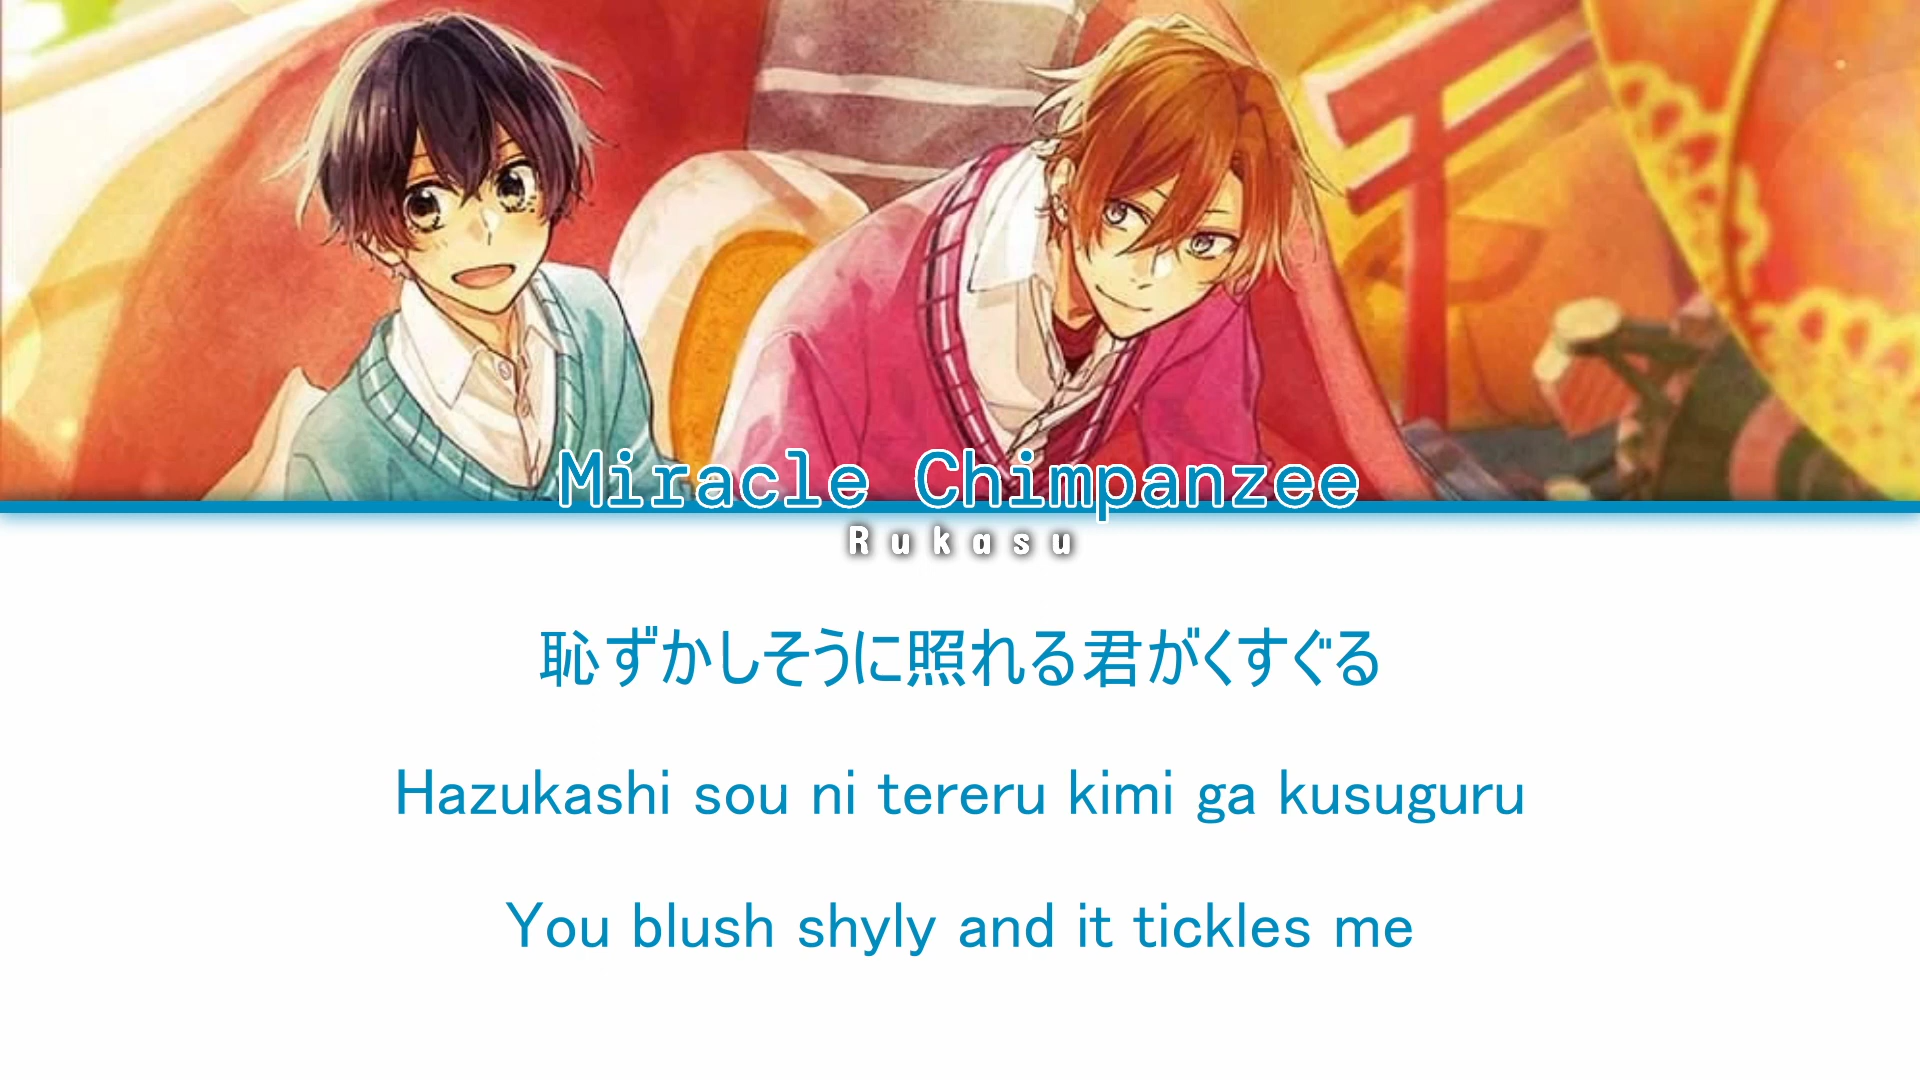 Miracle Chimpanzee
Rukasu
恥ずかしそうに照れる君がくすぐる
Hazukashi sou ni tereru kimi ga kusuguru
You blush shyly and it tickles me